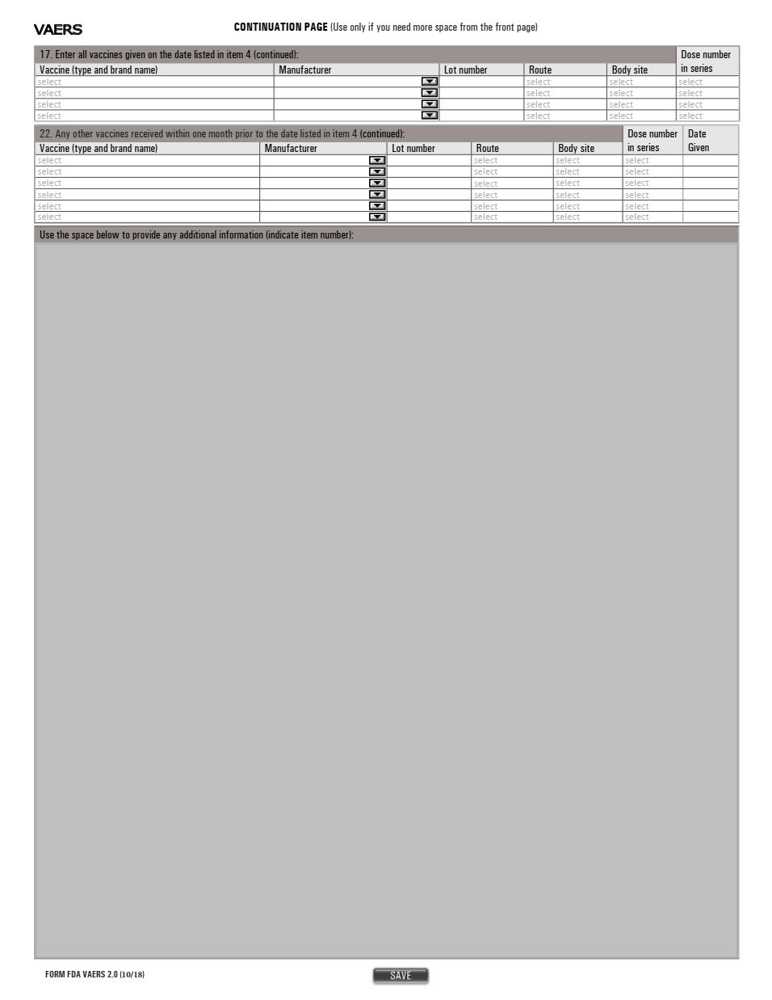 VAERS
CONTINUATION PAGE (Use only if you need more space from the front page)
17. Enter all vaccines given on the date listed in item 4 (continued):
Dose number in series
Vaccine (type and brand name) Manufacturer Lot number Route Body site
select select select select
select select select select
select select select select
select select select select
22. Any other vaccines received within one month prior to the date listed in item 4 (continued):
Dose number in series
Date Given
Vaccine (type and brand name) Manufacturer Lot number Route Body site
select select select select
select select select select
select select select select
select select select select
select select select select
select select select select
Use the space below to provide any additional information (indicate item number):
FORM FDA VAERS 2.0 (10/18)
SAVE